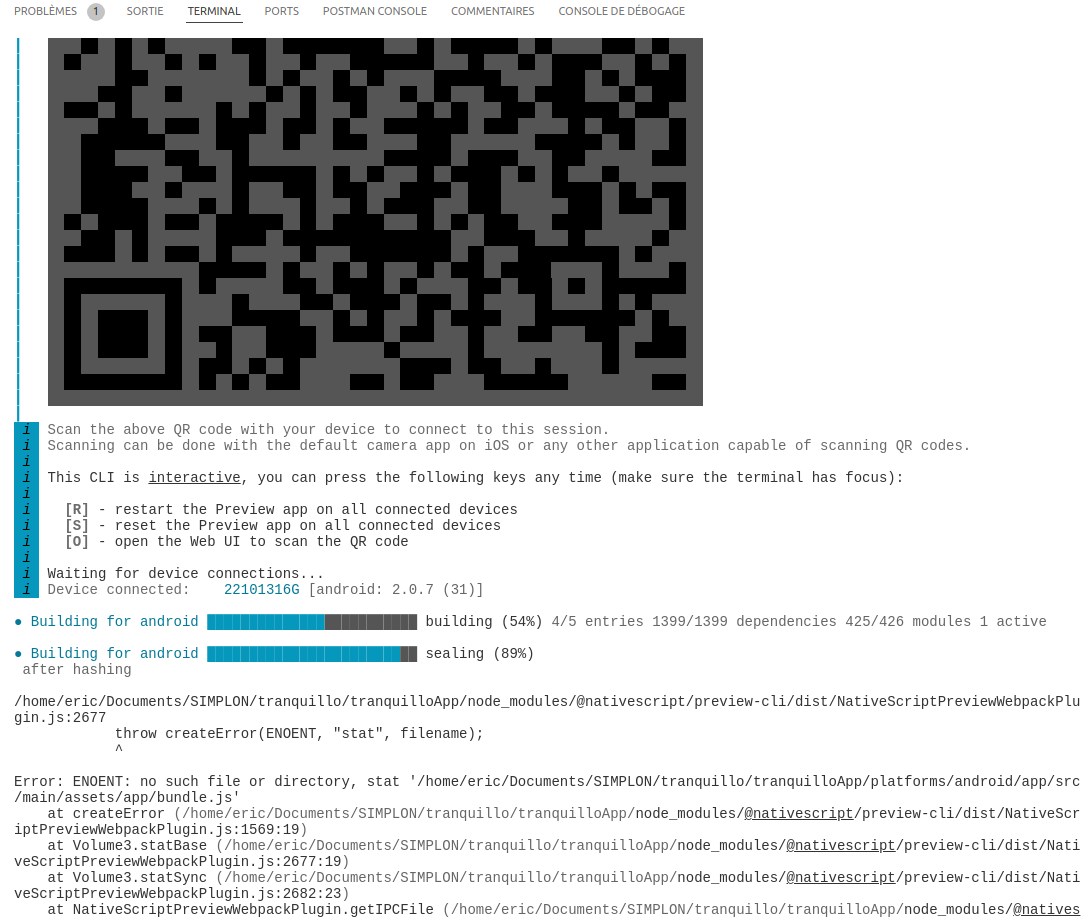 PROBLÈMES 1 SORTIE TERMINAL PORTS POSTMAN CONSOLE COMMENTAIRES CONSOLE DE DÉBOGAGE
i Scan the above QR code with your device to connect to this session.
i Scanning can be done with the default camera app on iOS or any other application capable of scanning QR codes.
i
i This CLI is interactive, you can press the following keys any time (make sure the terminal has focus):
i
i [R] - restart the Preview app on all connected devices
i [S] - reset the Preview app on all connected devices
i [O] - open the Web UI to scan the QR code
i
i Waiting for device connections...
i Device connected: 22101316G [android: 2.0.7 (31)]
● Building for android building (54%) 4/5 entries 1399/1399 dependencies 425/426 modules 1 active
● Building for android sealing (89%)
after hashing
/home/eric/Documents/SIMPLON/tranquillo/tranquilloApp/node_modules/@nativescript/preview-cli/dist/NativeScriptPreviewWebpackPlu
gin.js:2677
throw createError(ENOENT, "stat", filename);
^
Error: ENOENT: no such file or directory, stat '/home/eric/Documents/SIMPLON/tranquillo/tranquilloApp/platforms/android/app/src
/main/assets/app/bundle.js'
at createError (/home/eric/Documents/SIMPLON/tranquillo/tranquilloApp/node_modules/@nativescript/preview-cli/dist/NativeScr
iptPreviewWebpackPlugin.js:1569:19)
at Volume3.statBase (/home/eric/Documents/SIMPLON/tranquillo/tranquilloApp/node_modules/@nativescript/preview-cli/dist/Nati
veScriptPreviewWebpackPlugin.js:2677:19)
at Volume3.statSync (/home/eric/Documents/SIMPLON/tranquillo/tranquilloApp/node_modules/@nativescript/preview-cli/dist/Nati
veScriptPreviewWebpackPlugin.js:2682:23)
at NativeScriptPreviewWebpackPlugin.getIPCFile (/home/eric/Documents/SIMPLON/tranquillo/tranquilloApp/node_modules/@natives